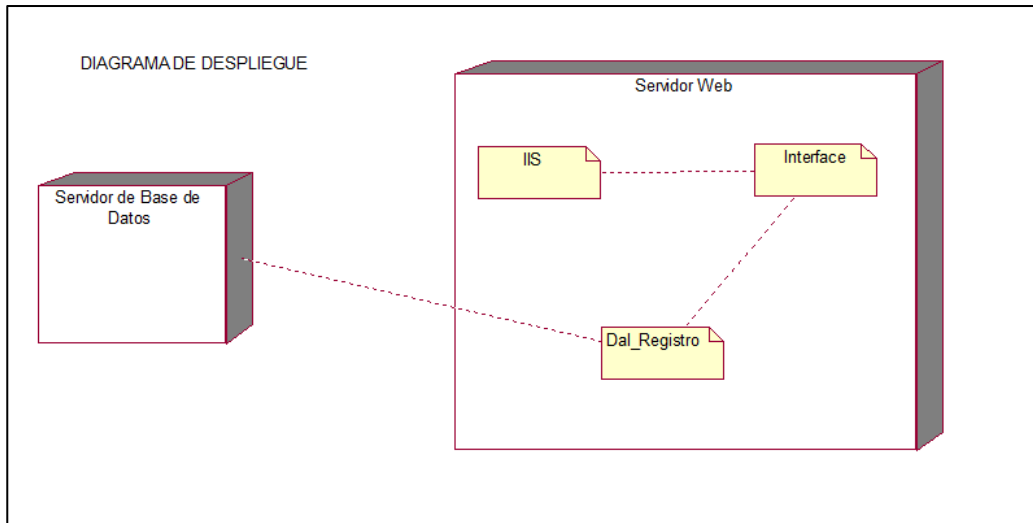 DIAGRAMA DE DESPLIEGUE
Servidor Web
IIS
Interface
Servidor de Base de
Datos
Dal_Registro